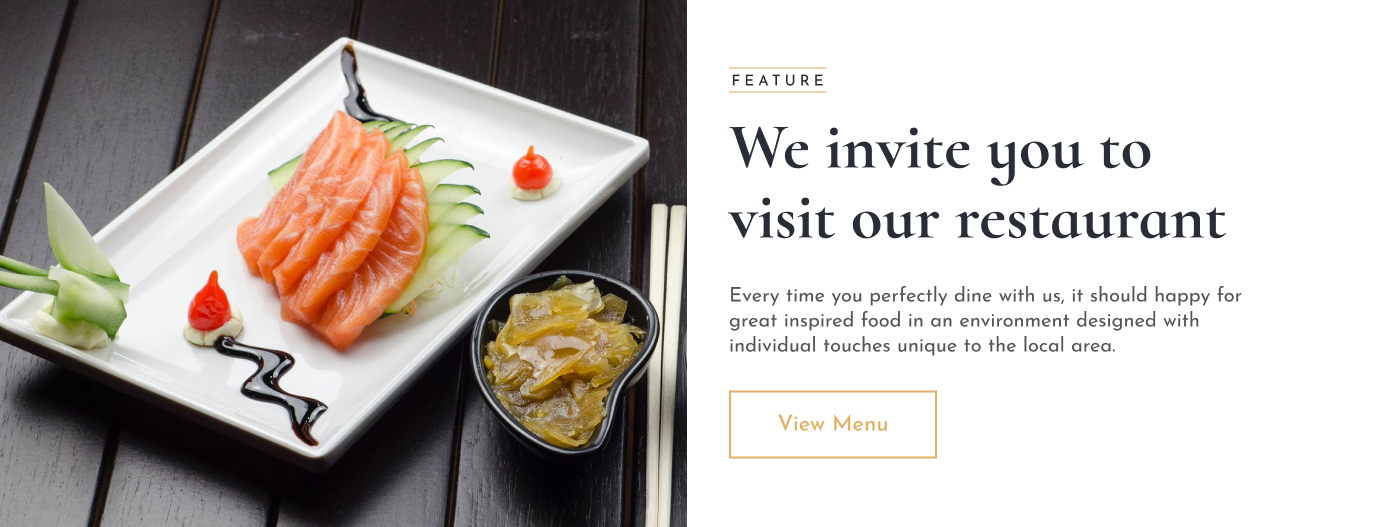 FEATURE
We invite you to
visit our restaurant
Every time you perfectly dine with us, it should happy for
great inspired food in an environment designed with
individual touches unique to the local area.
View Menu